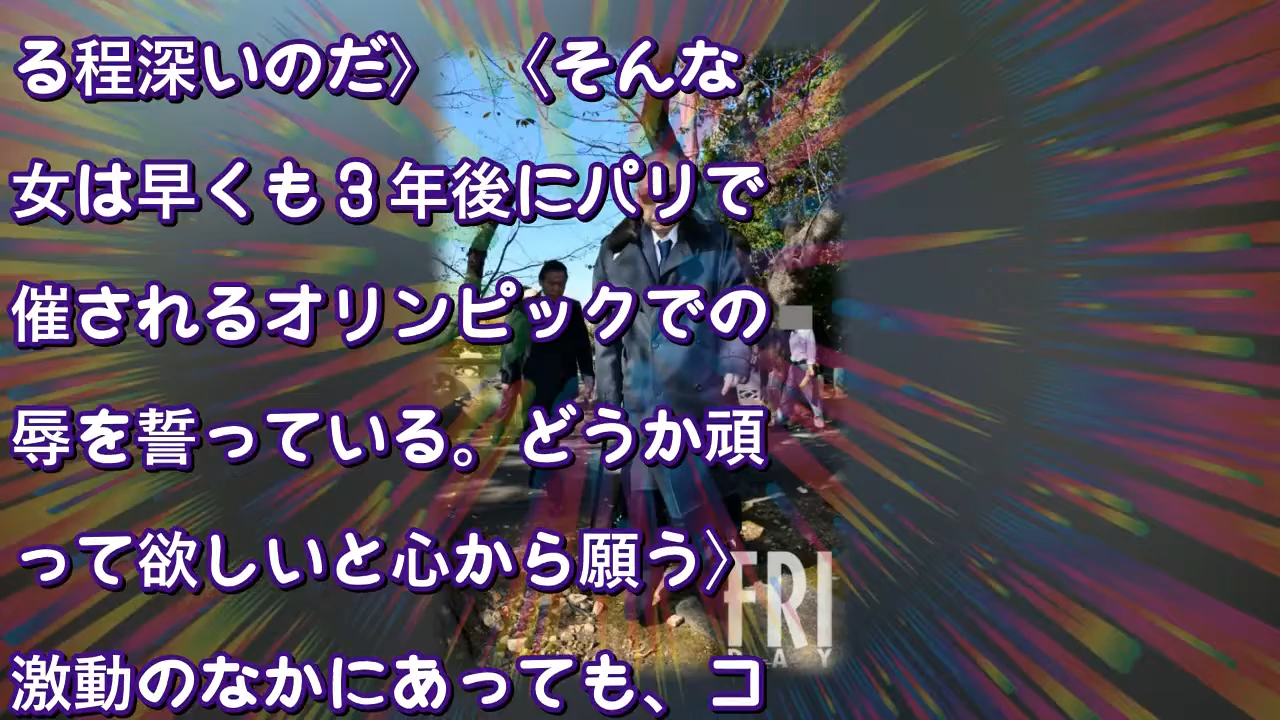 る程深いのだ〉　〈そんな
女は早くも３年後にパリで
催されるオリンピックでの
辱を誓っている。どうか頑
って欲しいと心から願う〉
激動のなかにあっても、コ
FRI
DAY